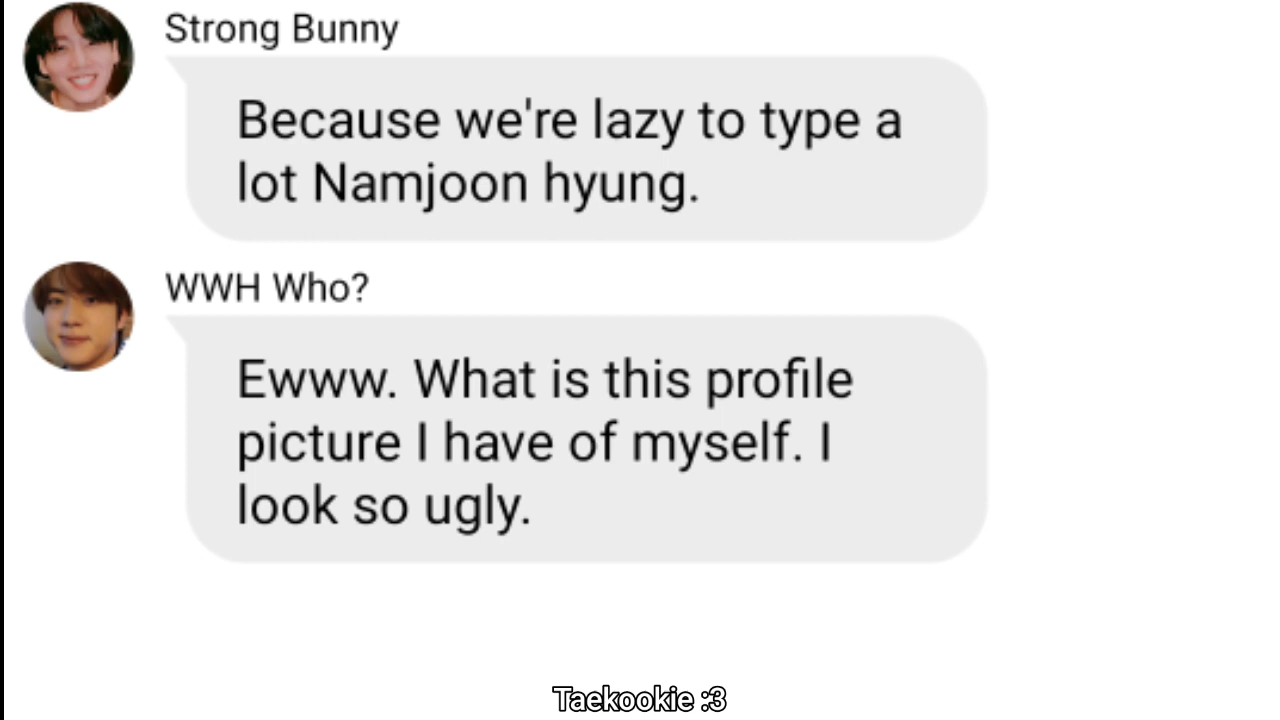 Strong Bunny
Because we're lazy to type a
lot Namjoon hyung.
WWH Who?
Ewww. What is this profile
picture I have of myself. I
look so ugly.
Taekookie :3